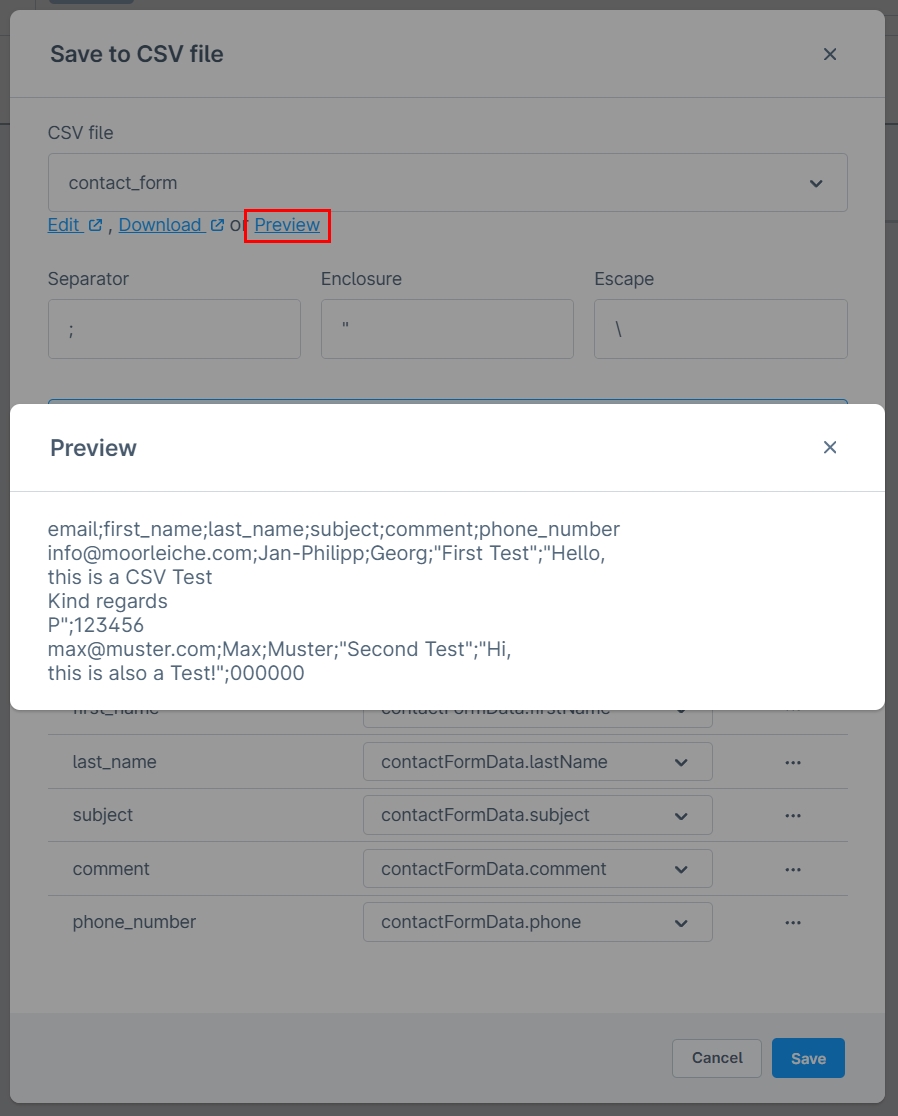 Save to CSV file
CSV file
contact_form
Edit , Download or Preview
Separator Enclosure Escape
; " \
Preview
email;first_name;last_name;subject;comment;phone_number
info@moorleiche.com;Jan-Philipp;Georg;"First Test";"Hello,
this is a CSV Test
Kind regards
P";123456
max@muster.com;Max;Muster;"Second Test";"Hi,
this is also a Test!";000000
first_name contactFormData.firstName
last_name contactFormData.lastName
subject contactFormData.subject
comment contactFormData.comment
phone_number contactFormData.phone
Cancel Save